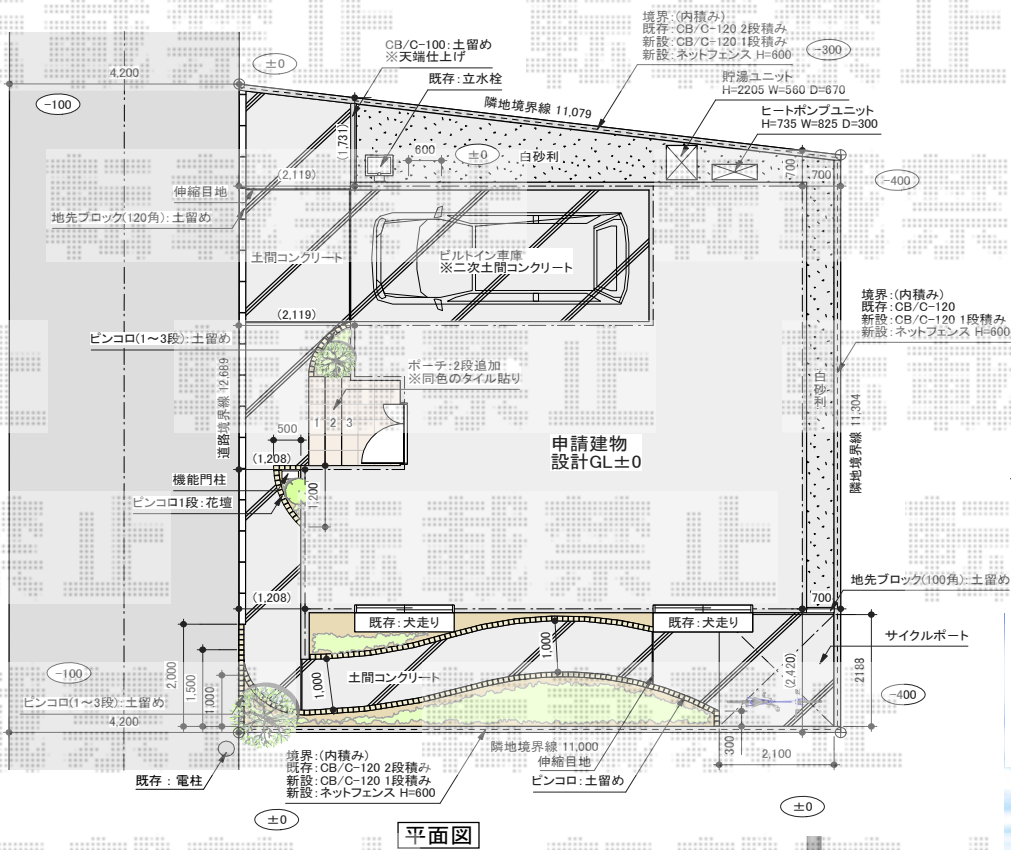 境界:(内積み)
既存:CB/C-120 2段積み
新設:CB/C-120 1段積み
新設:ネットフェンス H=600
-300
CB/C-100:土留め
※天端仕上げ
±0
4,200
既存:立水栓
貯湯ユニット
H=2205 W=560 D=670
-100
隣地境界線 11,079
ヒートポンプユニット
H=735 W=825 D=300
(1,731)
600
±0
白砂利
700
700
-400
(2,119)
伸縮目地
地先ブロック(120角):土留め
土間コンクリート
ビルトイン車庫
※二次土間コンクリート
境界:(内積み)
既存:CB/C-120
新設:CB/C-120 1段積み
新設:ネットフェンス H=600
(2,119)
ピンコロ(1~3段):土留め
ポーチ:2段追加
※同色のタイル貼り
白砂利
道路境界線 12,689
1 2 3
隣地境界線 11,304
500
申請建物
設計GL±0
(1,208)
機能門柱
1,200
ピンコロ1段:花壇
地先ブロック(100角):土留め
(1,208)
700
既存:犬走り
既存:犬走り
サイクルポート
2,000
1,500
1,000
1,000
1,000
(2,420)
2188
-100
土間コンクリート
-400
ピンコロ(1~3段):土留め
4,200
300
2,100
隣地境界線 11,000
伸縮目地
ピンコロ:土留め
境界:(内積み)
既存:CB/C-120 2段積み
新設:CB/C-120 1段積み
新設:ネットフェンス H=600
既存:電柱
±0
±0
平面図